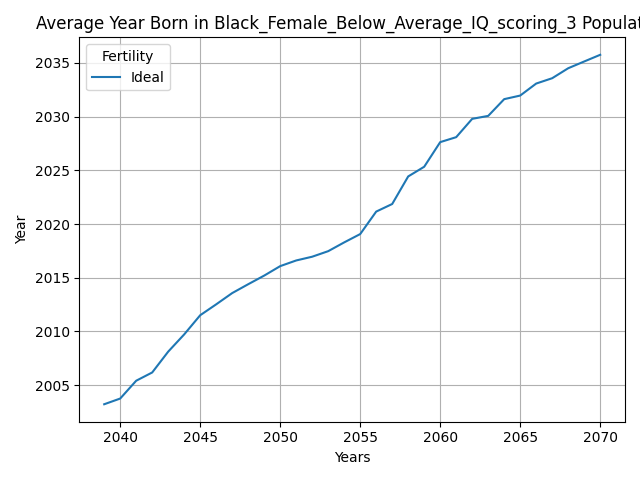 Average Year Born in Black_Female_Below_Average_IQ_scoring_3 Populat
Fertility
Ideal
2035
2030
2025
2020
2015
2010
2005
Year
2040 2045 2050 2055 2060 2065 2070
Years